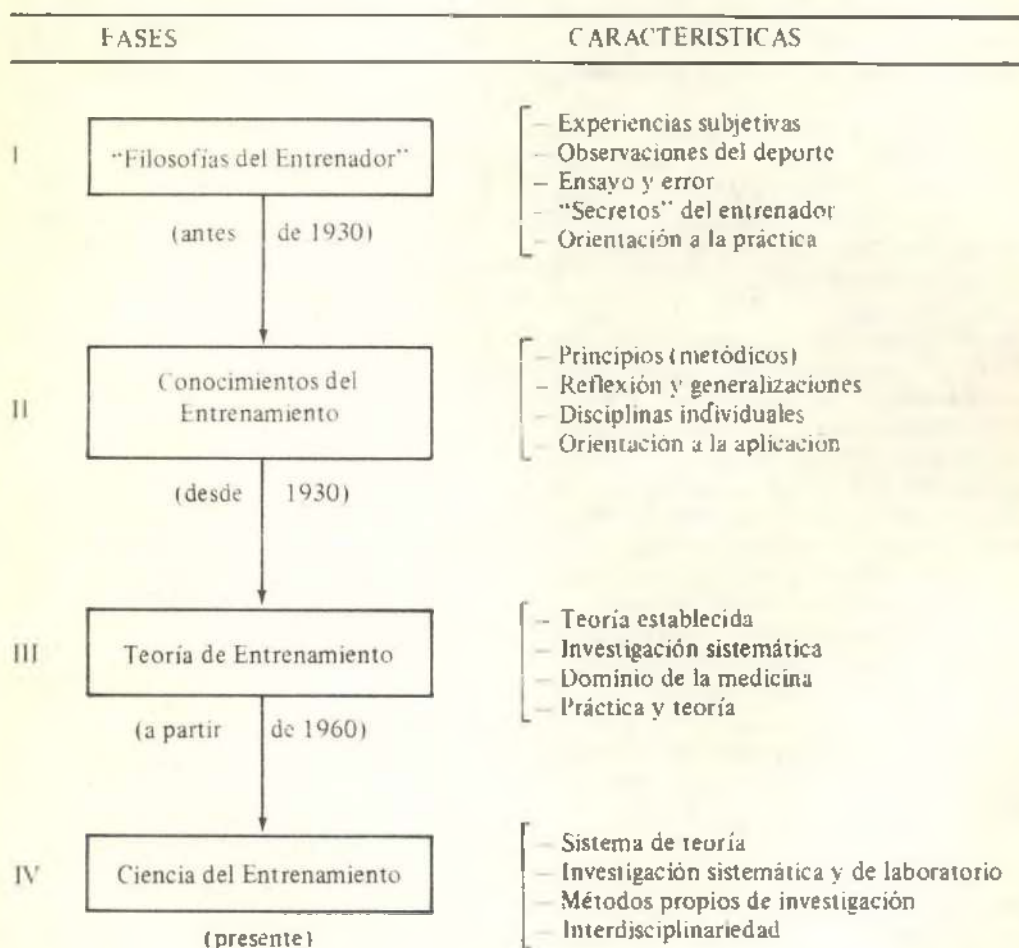 FASES CARACTERISTICAS
I
"Filosofías del Entrenador"
(antes de 1930)
– Experiencias subjetivas
– Observaciones del deporte
– Ensayo y error
– "Secretos" del entrenador
– Orientación a la práctica
II
Conocimientos del
Entrenamiento
(desde 1930)
– Principios (metódicos)
– Reflexión y generalizaciones
– Disciplinas individuales
– Orientación a la aplicación
III
Teoría de Entrenamiento
(a partir de 1960)
– Teoría establecida
– Investigación sistemática
– Dominio de la medicina
– Práctica y teoría
IV
Ciencia del Entrenamiento
(presente)
– Sistema de teoría
– Investigación sistemática y de laboratorio
– Métodos propios de investigación
– Interdisciplinariedad